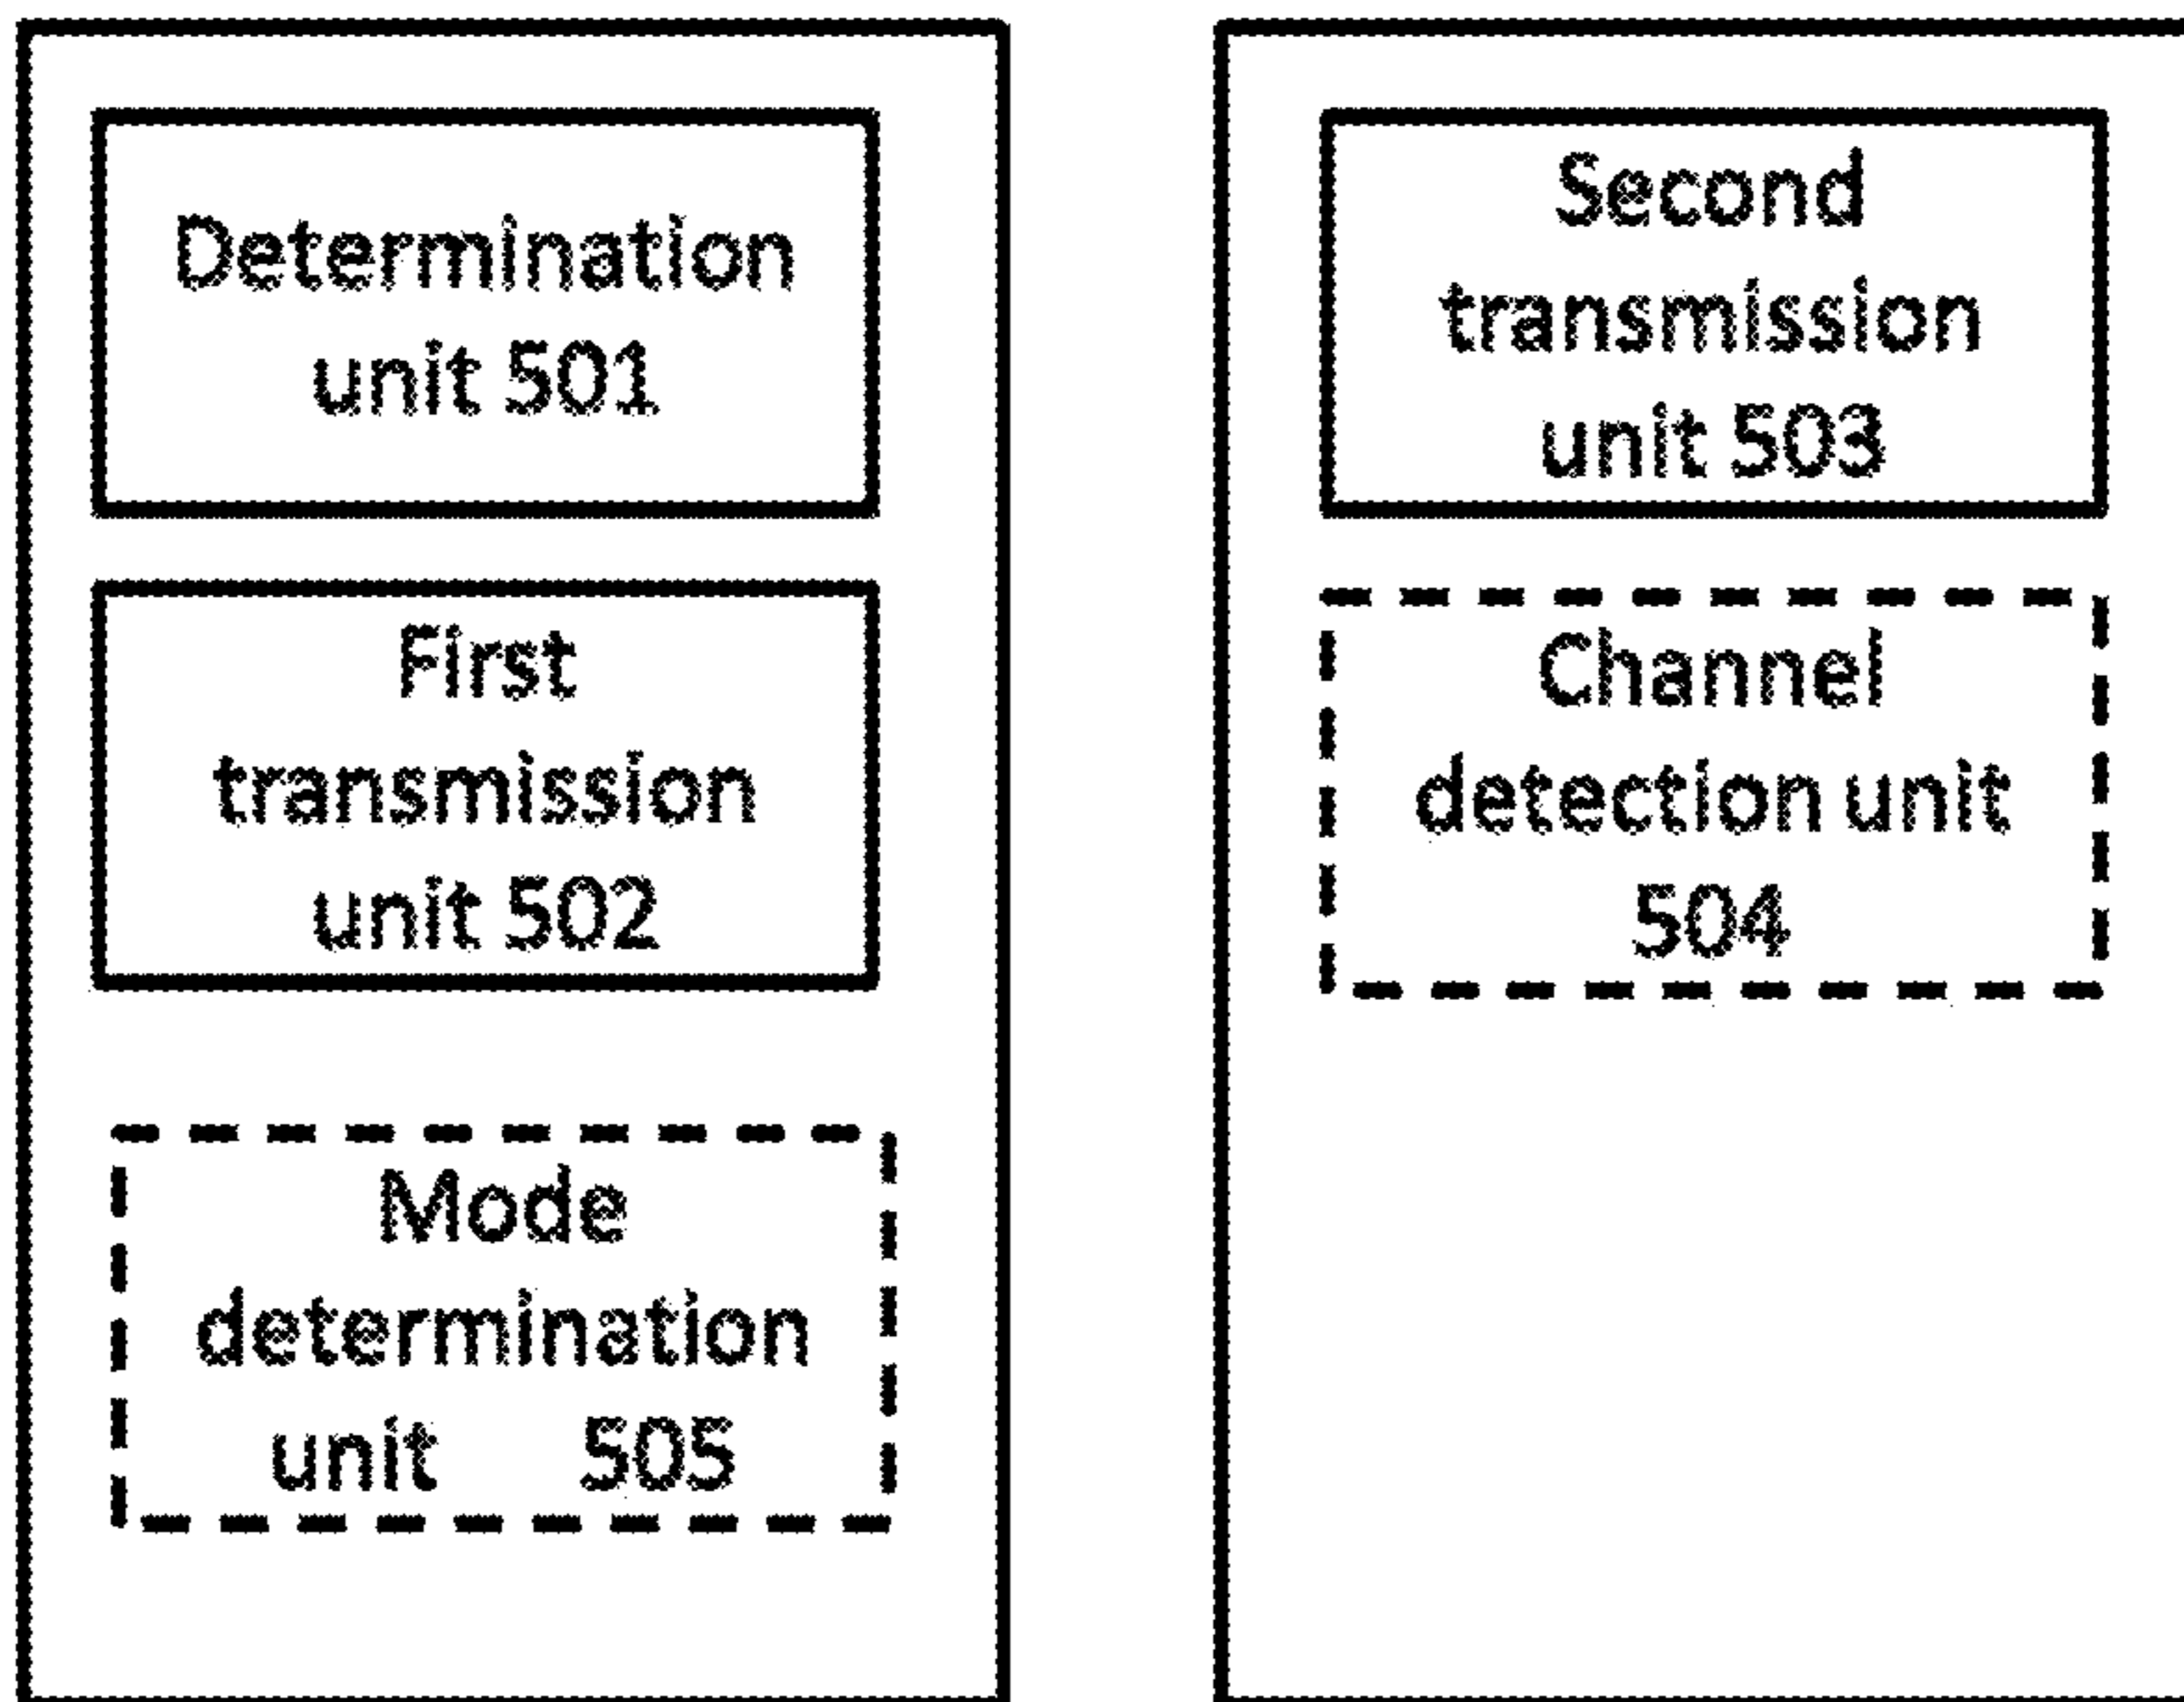 Determination
unit 501
First
transmission
unit 502
Mode
determination
unit 505
Second
transmission
unit 503
Channel
detection unit
504